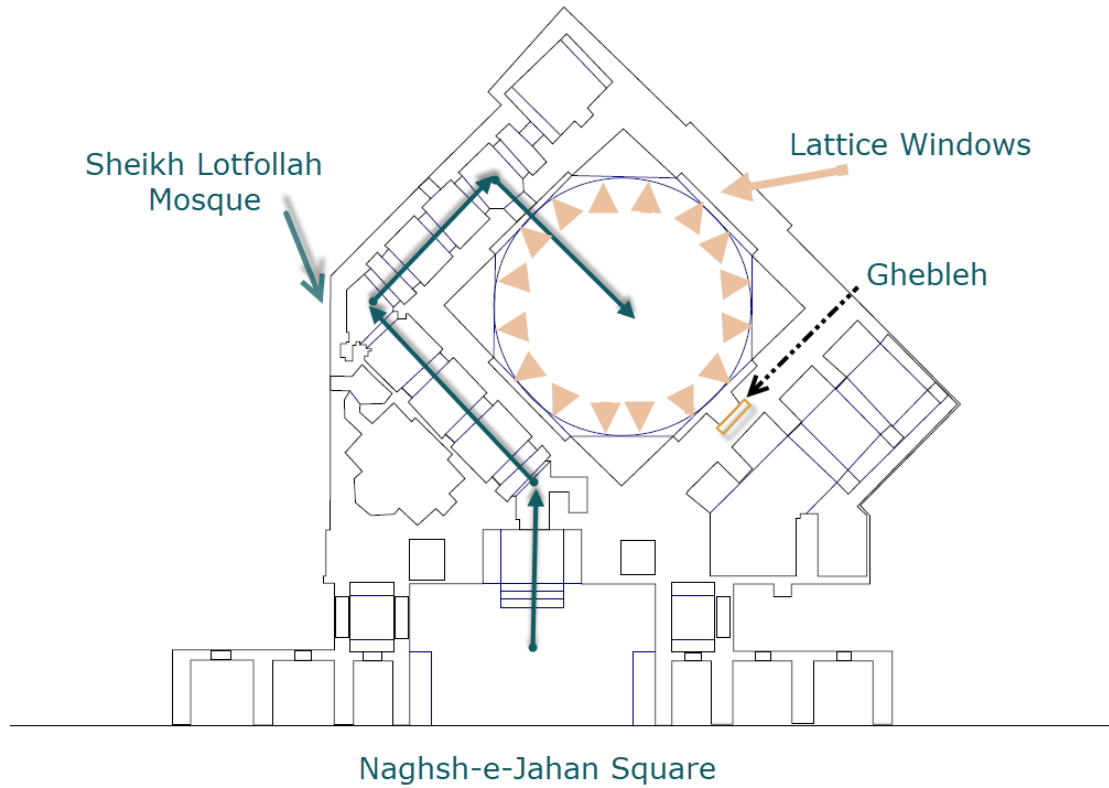 Lattice Windows
Sheikh Lotfollah
Mosque
Ghebleh
Naghsh-e-Jahan Square